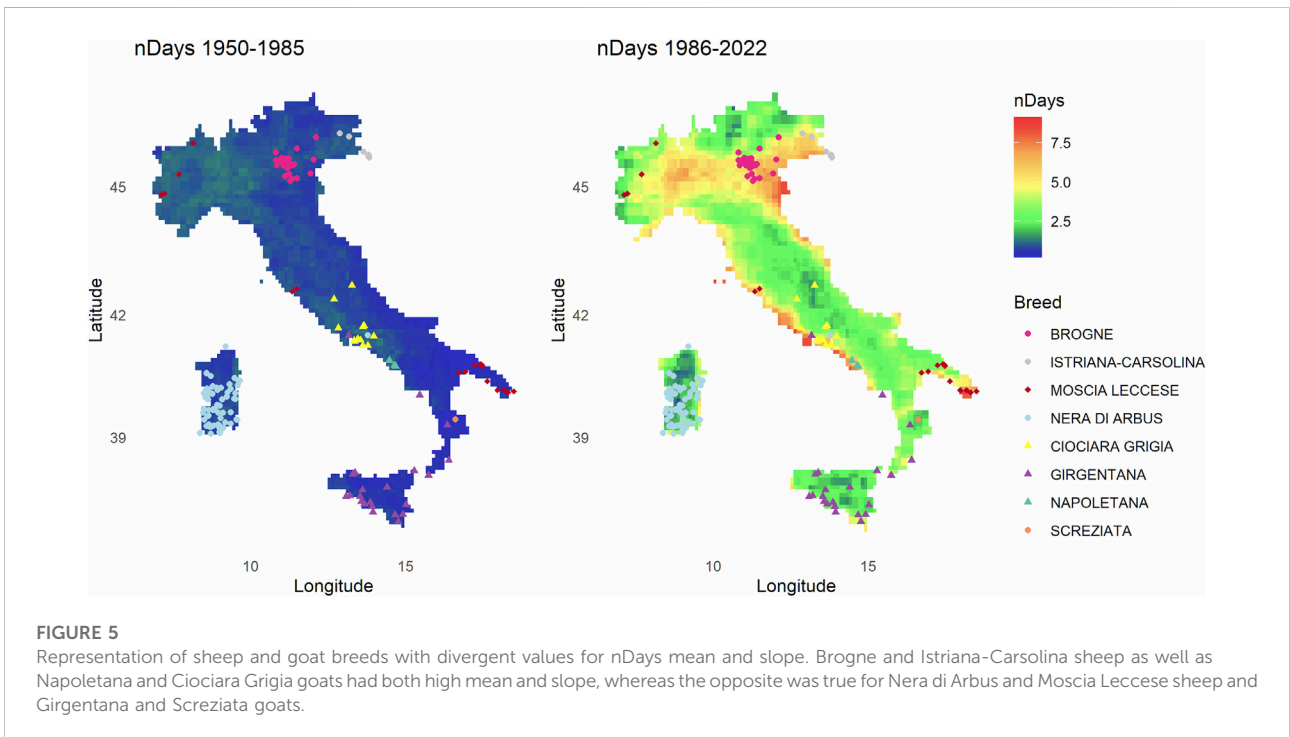 nDays 1950-1985
nDays 1986-2022
Latitude
45
42
39
10
15
Longitude
Latitude
45
42
39
10
15
Longitude
nDays
7.5
5.0
2.5
Breed
BROGNE
ISTRIANA-CARSOLINA
MOSCIA LECCESE
NERA DI ARBUS
CIOCIARA GRIGIA
GIRGENTANA
NAPOLETANA
SCREZIATA
FIGURE 5
Representation of sheep and goat breeds with divergent values for nDays mean and slope. Brogne and Istriana-Carsolina sheep as well as
Napoletana and Ciociara Grigia goats had both high mean and slope, whereas the opposite was true for Nera di Arbus and Moscia Leccese sheep and
Girgentana and Screziata goats.